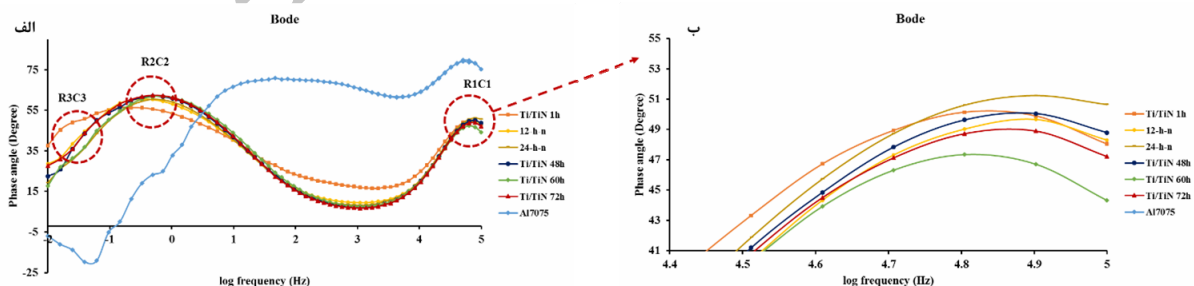 الف
Bode
Phase angle (Degree)
75
55
35
15
-5
-25
-2
-1
0
1
2
3
4
5
log frequency (Hz)
R3C3
R2C2
R1C1
Ti/TiN 1h
12-h-n
24-h-n
Ti/TiN 48h
Ti/TiN 60h
Ti/TiN 72h
Al7075
ب
Bode
Phase angle (Degree)
55
53
51
49
47
45
43
41
4.4
4.5
4.6
4.7
4.8
4.9
5
log frequency (Hz)
Ti/TiN 1h
12-h-n
24-h-n
Ti/TiN 48h
Ti/TiN 60h
Ti/TiN 72h
Al7075